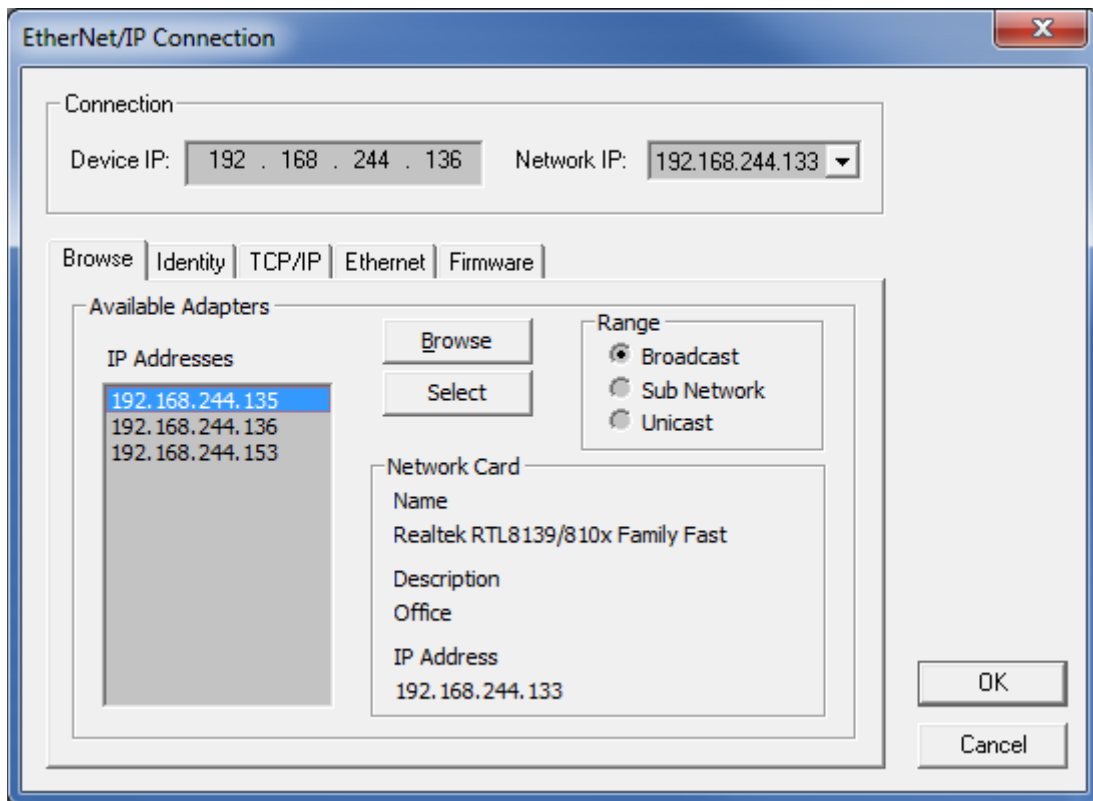 EtherNet/IP Connection
Connection
Device IP: 192 . 168 . 244 . 136 Network IP: 192.168.244.133
Browse Identity TCP/IP Ethernet Firmware
Available Adapters
IP Addresses
192.168.244.135
192.168.244.136
192.168.244.153
Browse
Select
Range
Broadcast
Sub Network
Unicast
Network Card
Name
Realtek RTL8139/810x Family Fast
Description
Office
IP Address
192.168.244.133
OK
Cancel